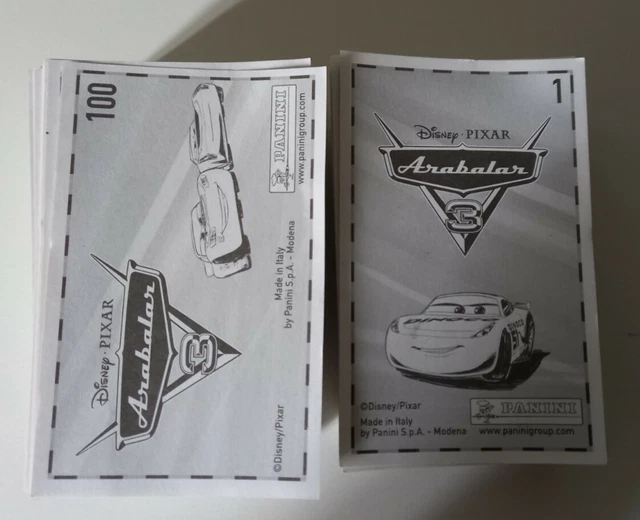 100
PANINI
www.paninigroup.com
Made in Italy
by Panini S.p.A. - Modena
DISNEY · PIXAR
Arabalar
3
©Disney/Pixar
1
DISNEY · PIXAR
Arabalar
3
©Disney/Pixar
Made in Italy
by Panini S.p.A. - Modena
PANINI
www.paninigroup.com